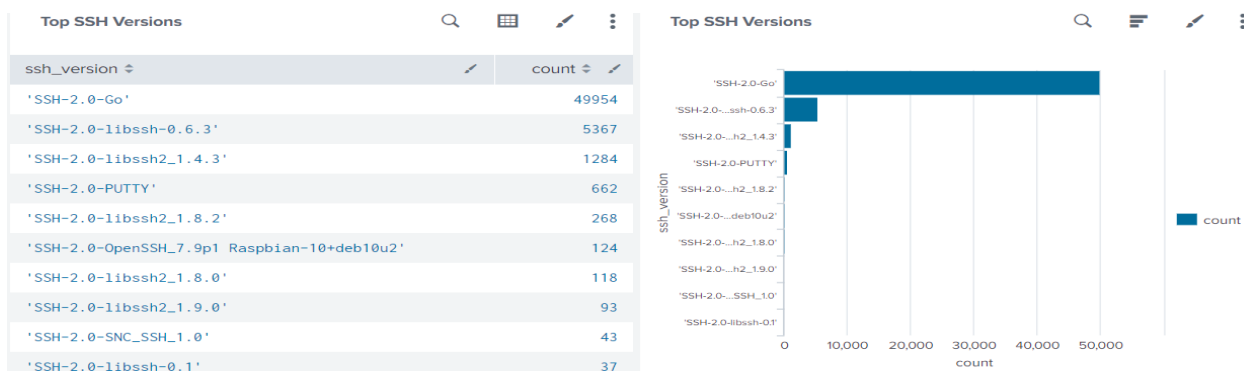 Top SSH Versions
ssh_version count
'SSH-2.0-Go' 49954
'SSH-2.0-libssh-0.6.3' 5367
'SSH-2.0-libssh2_1.4.3' 1284
'SSH-2.0-PUTTY' 662
'SSH-2.0-libssh2_1.8.2' 268
'SSH-2.0-OpenSSH_7.9p1 Raspbian-10+deb10u2' 124
'SSH-2.0-libssh2_1.8.0' 118
'SSH-2.0-libssh2_1.9.0' 93
'SSH-2.0-SNC_SSH_1.0' 43
'SSH-2.0-libssh-0.1' 37
Top SSH Versions
'SSH-2.0-Go'
'SSH-2.0-...ssh-0.6.3'
'SSH-2.0-...h2_1.4.3'
'SSH-2.0-PUTTY'
'SSH-2.0-...h2_1.8.2'
'SSH-2.0-...deb10u2'
'SSH-2.0-...h2_1.8.0'
'SSH-2.0-...h2_1.9.0'
'SSH-2.0-...SSH_1.0'
'SSH-2.0-libssh-0.1'
ssh_version
0 10,000 20,000 30,000 40,000 50,000
count
count